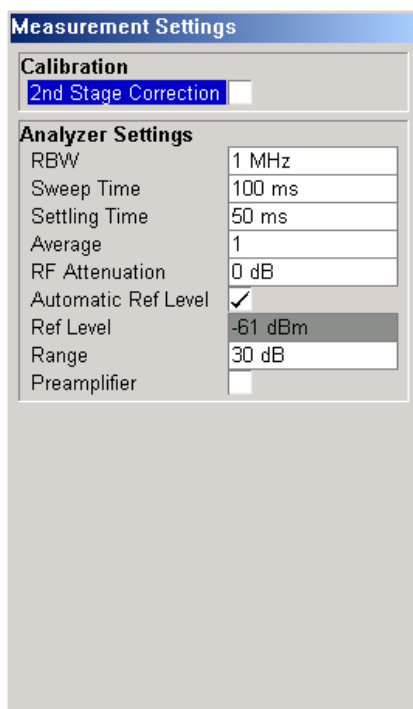 Measurement Settings
Calibration
2nd Stage Correction
Analyzer Settings
RBW 1 MHz
Sweep Time 100 ms
Settling Time 50 ms
Average 1
RF Attenuation 0 dB
Automatic Ref Level ✓
Ref Level -61 dBm
Range 30 dB
Preamplifier